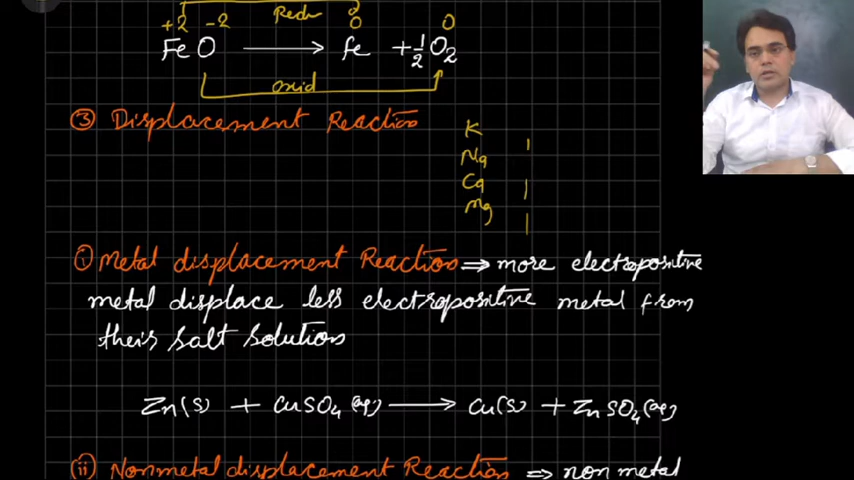 Redn
+2 -2 0 0
FeO ⟶ Fe + 1/2 O2
oxid
③ Displacement Reaction
K
Na
Ca
Mg
① Metal displacement Reaction ⇒ more electropositive
metal displace less electropositive metal from
their salt solution
Zn(s) + CuSO4(aq) ⟶ Cu(s) + ZnSO4(aq)
(ii) Nonmetal displacement Reaction ⇒ non metal